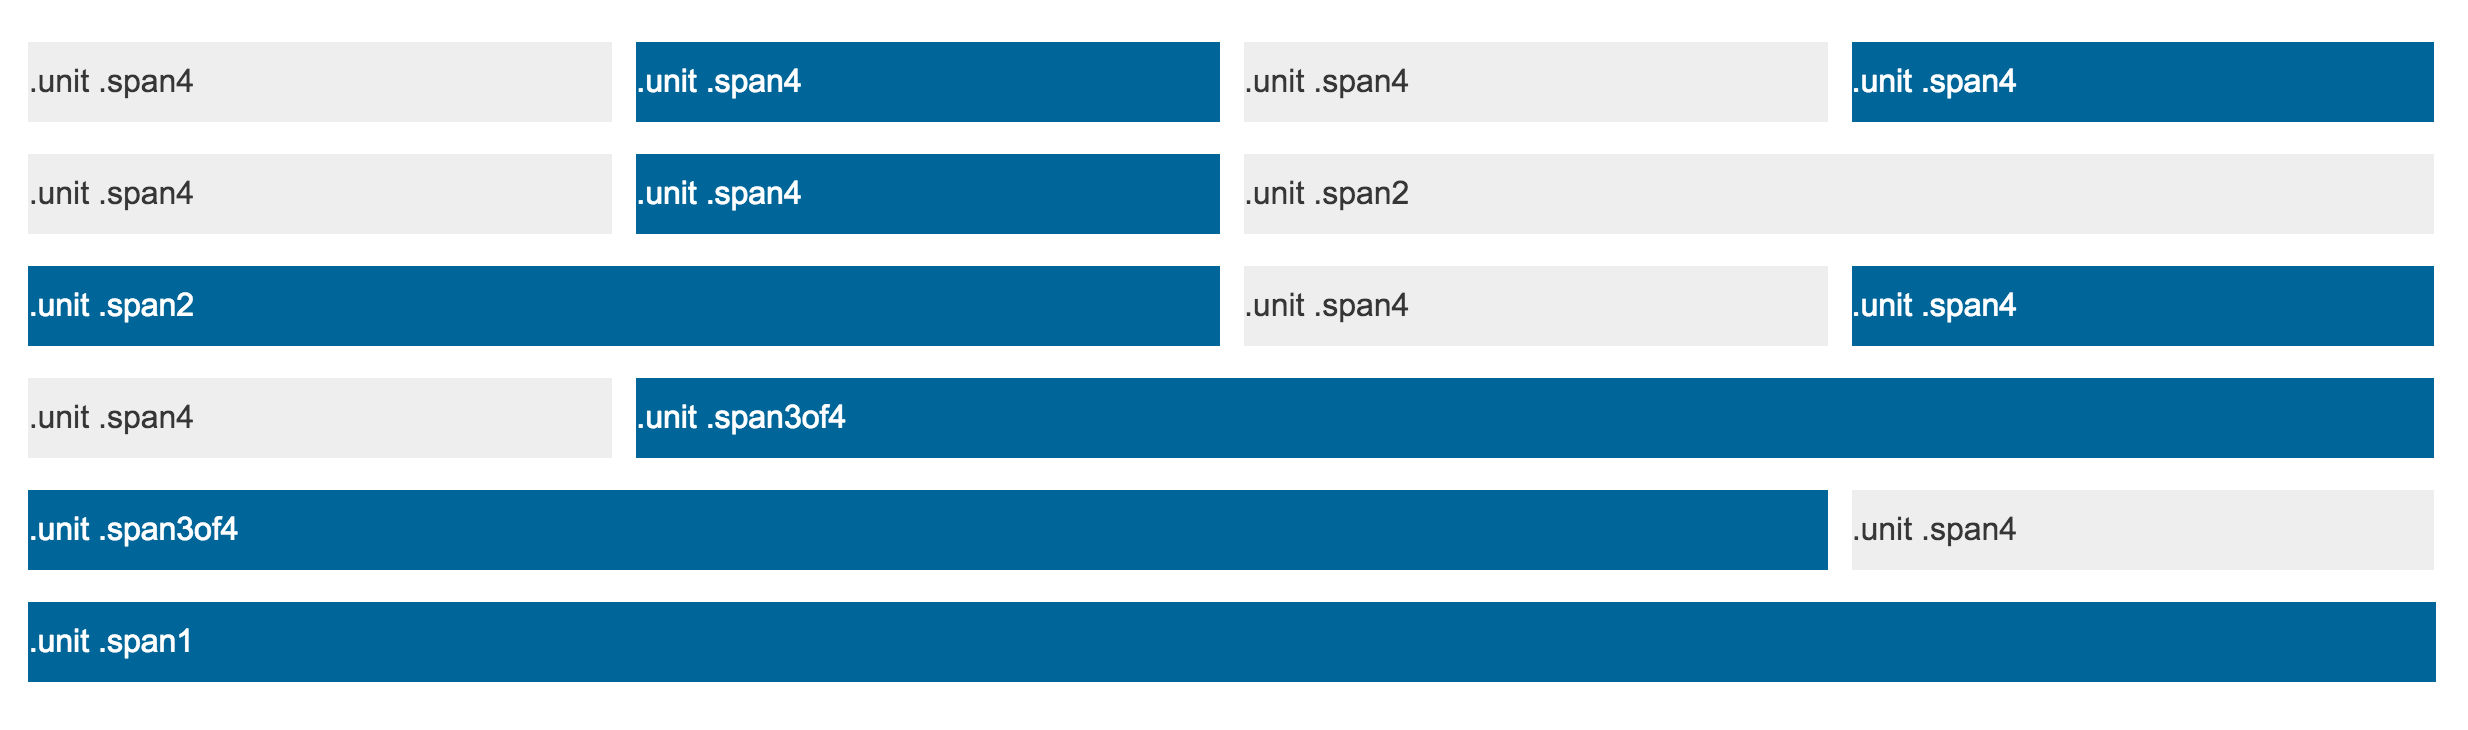 .unit .span4 .unit .span4 .unit .span4 .unit .span4
.unit .span4 .unit .span4 .unit .span2
.unit .span2 .unit .span4 .unit .span4
.unit .span4 .unit .span3of4
.unit .span3of4 .unit .span4
.unit .span1